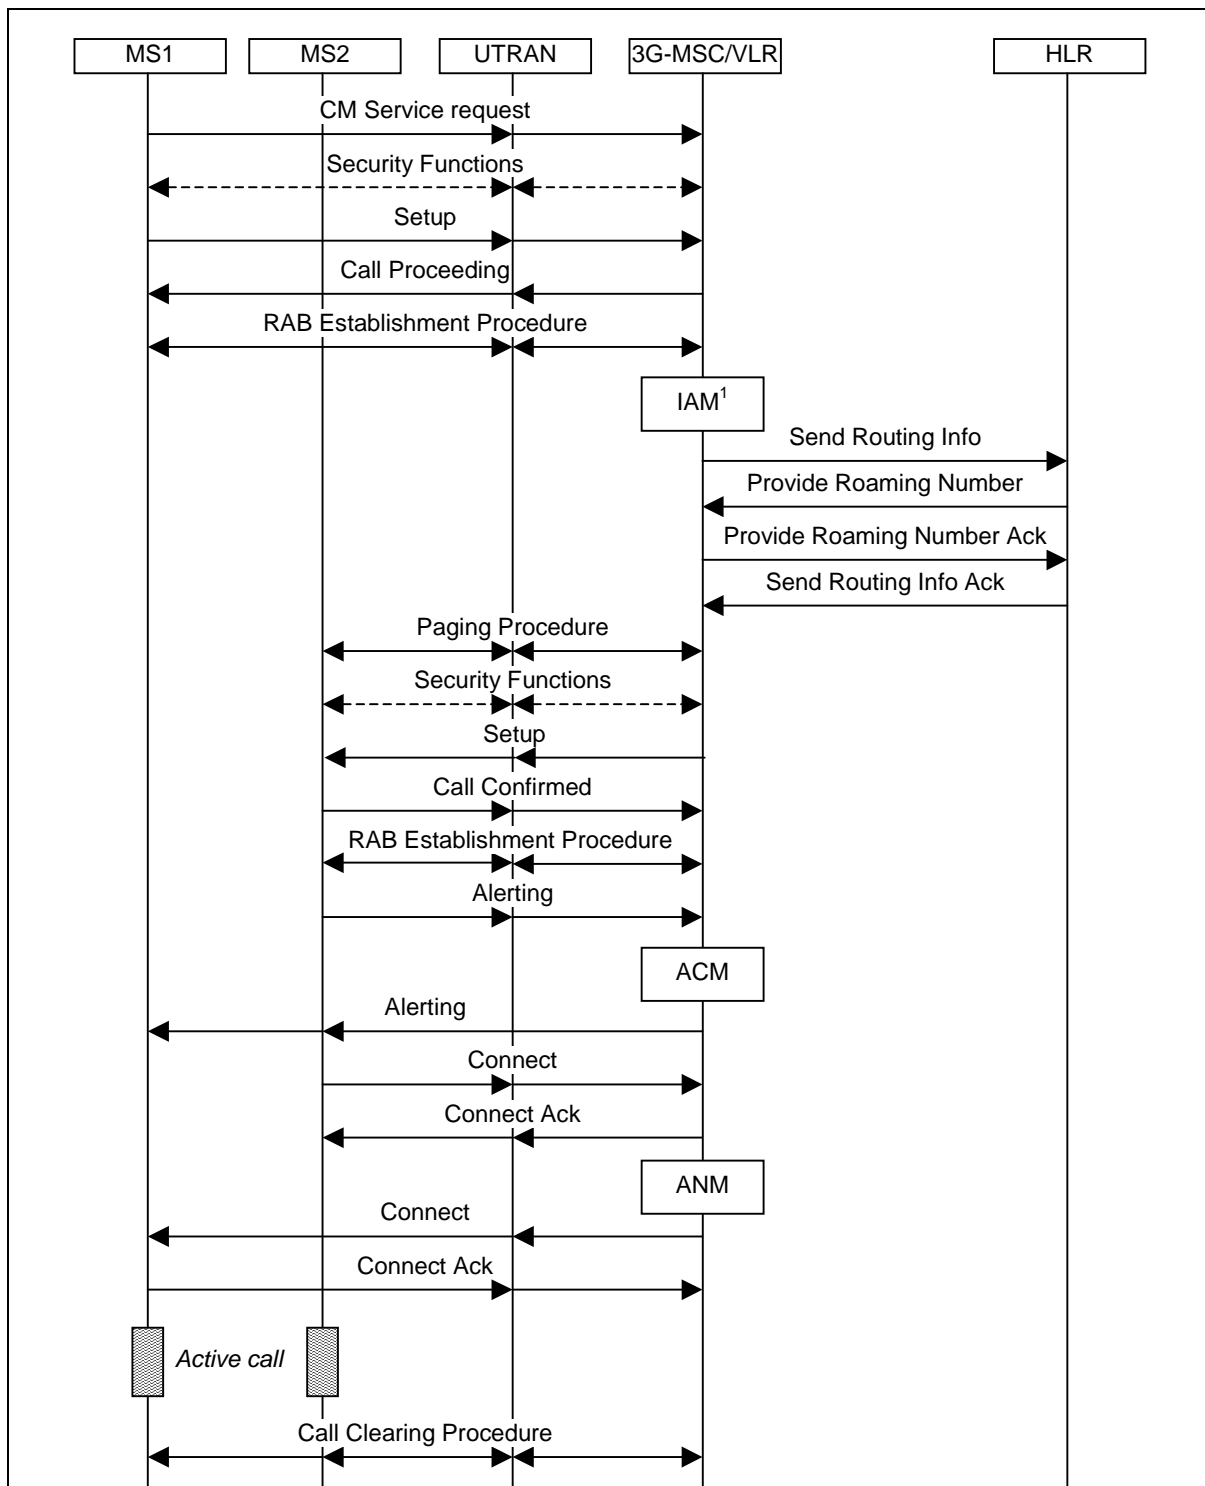 MS1
MS2
UTRAN
3G-MSC/VLR
HLR
CM Service request
Security Functions
Setup
Call Proceeding
RAB Establishment Procedure
IAM¹
Send Routing Info
Provide Roaming Number
Provide Roaming Number Ack
Send Routing Info Ack
Paging Procedure
Security Functions
Setup
Call Confirmed
RAB Establishment Procedure
Alerting
ACM
Alerting
Connect
Connect Ack
ANM
Connect
Connect Ack
Active call
Call Clearing Procedure